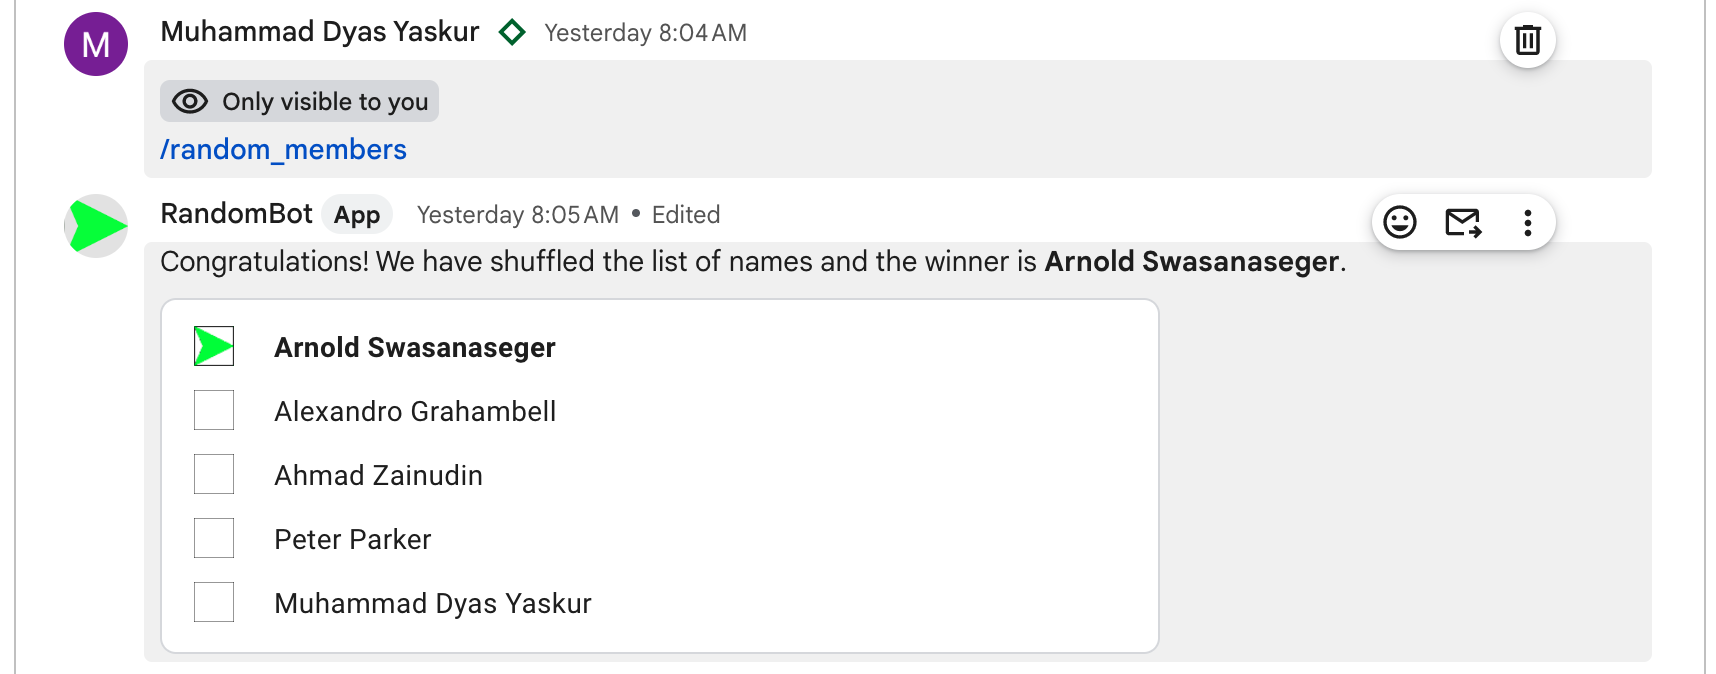 M Muhammad Dyas Yaskur Yesterday 8:04 AM
Only visible to you
/random_members
RandomBot App Yesterday 8:05 AM • Edited
Congratulations! We have shuffled the list of names and the winner is Arnold Swasanaseger.
Arnold Swasanaseger
Alexandro Grahambell
Ahmad Zainudin
Peter Parker
Muhammad Dyas Yaskur